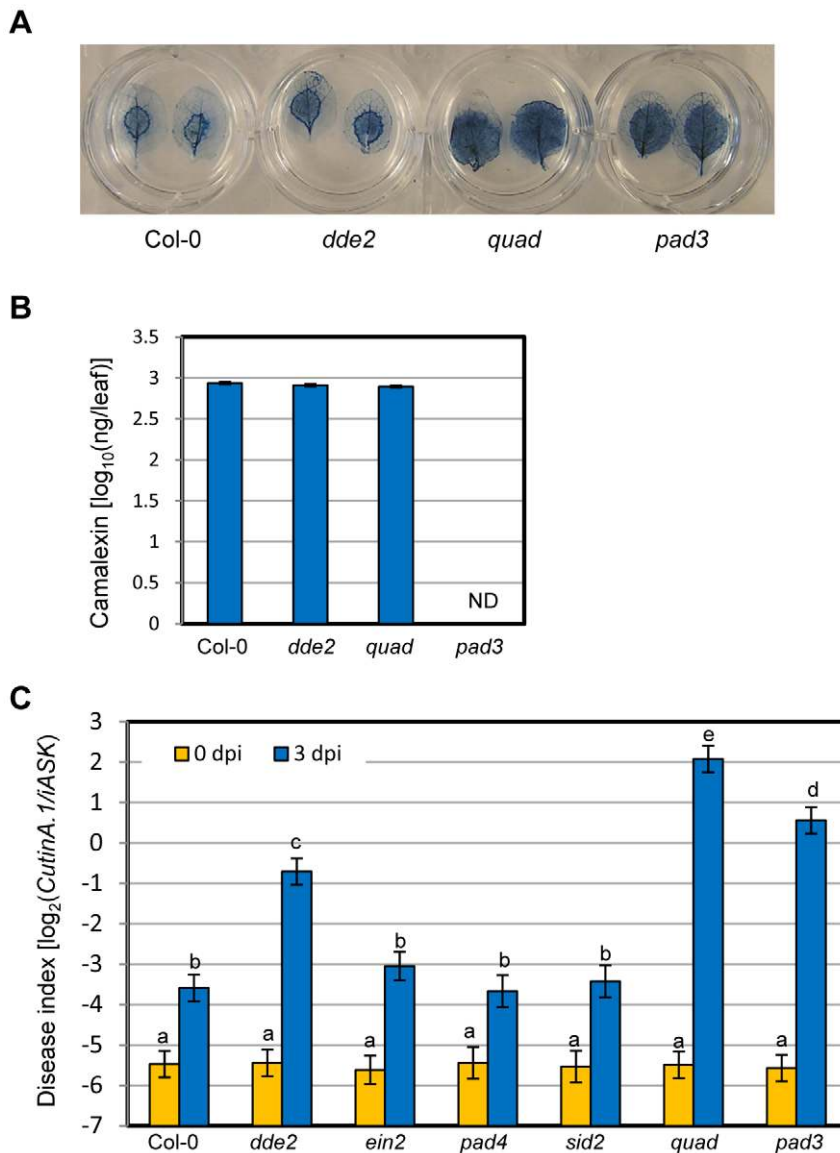 A
Col-0 dde2 quad pad3
B
Camalexin [log₁₀(ng/leaf)]
3.5
3
2.5
2
1.5
1
0.5
0
ND
Col-0 dde2 quad pad3
C
Disease index [log₂(CutinA.1/iASK)
3
2
1
0
-1
-2
-3
-4
-5
-6
-7
0 dpi 3 dpi
a b a c a b a b a b a e a d
Col-0 dde2 ein2 pad4 sid2 quad pad3